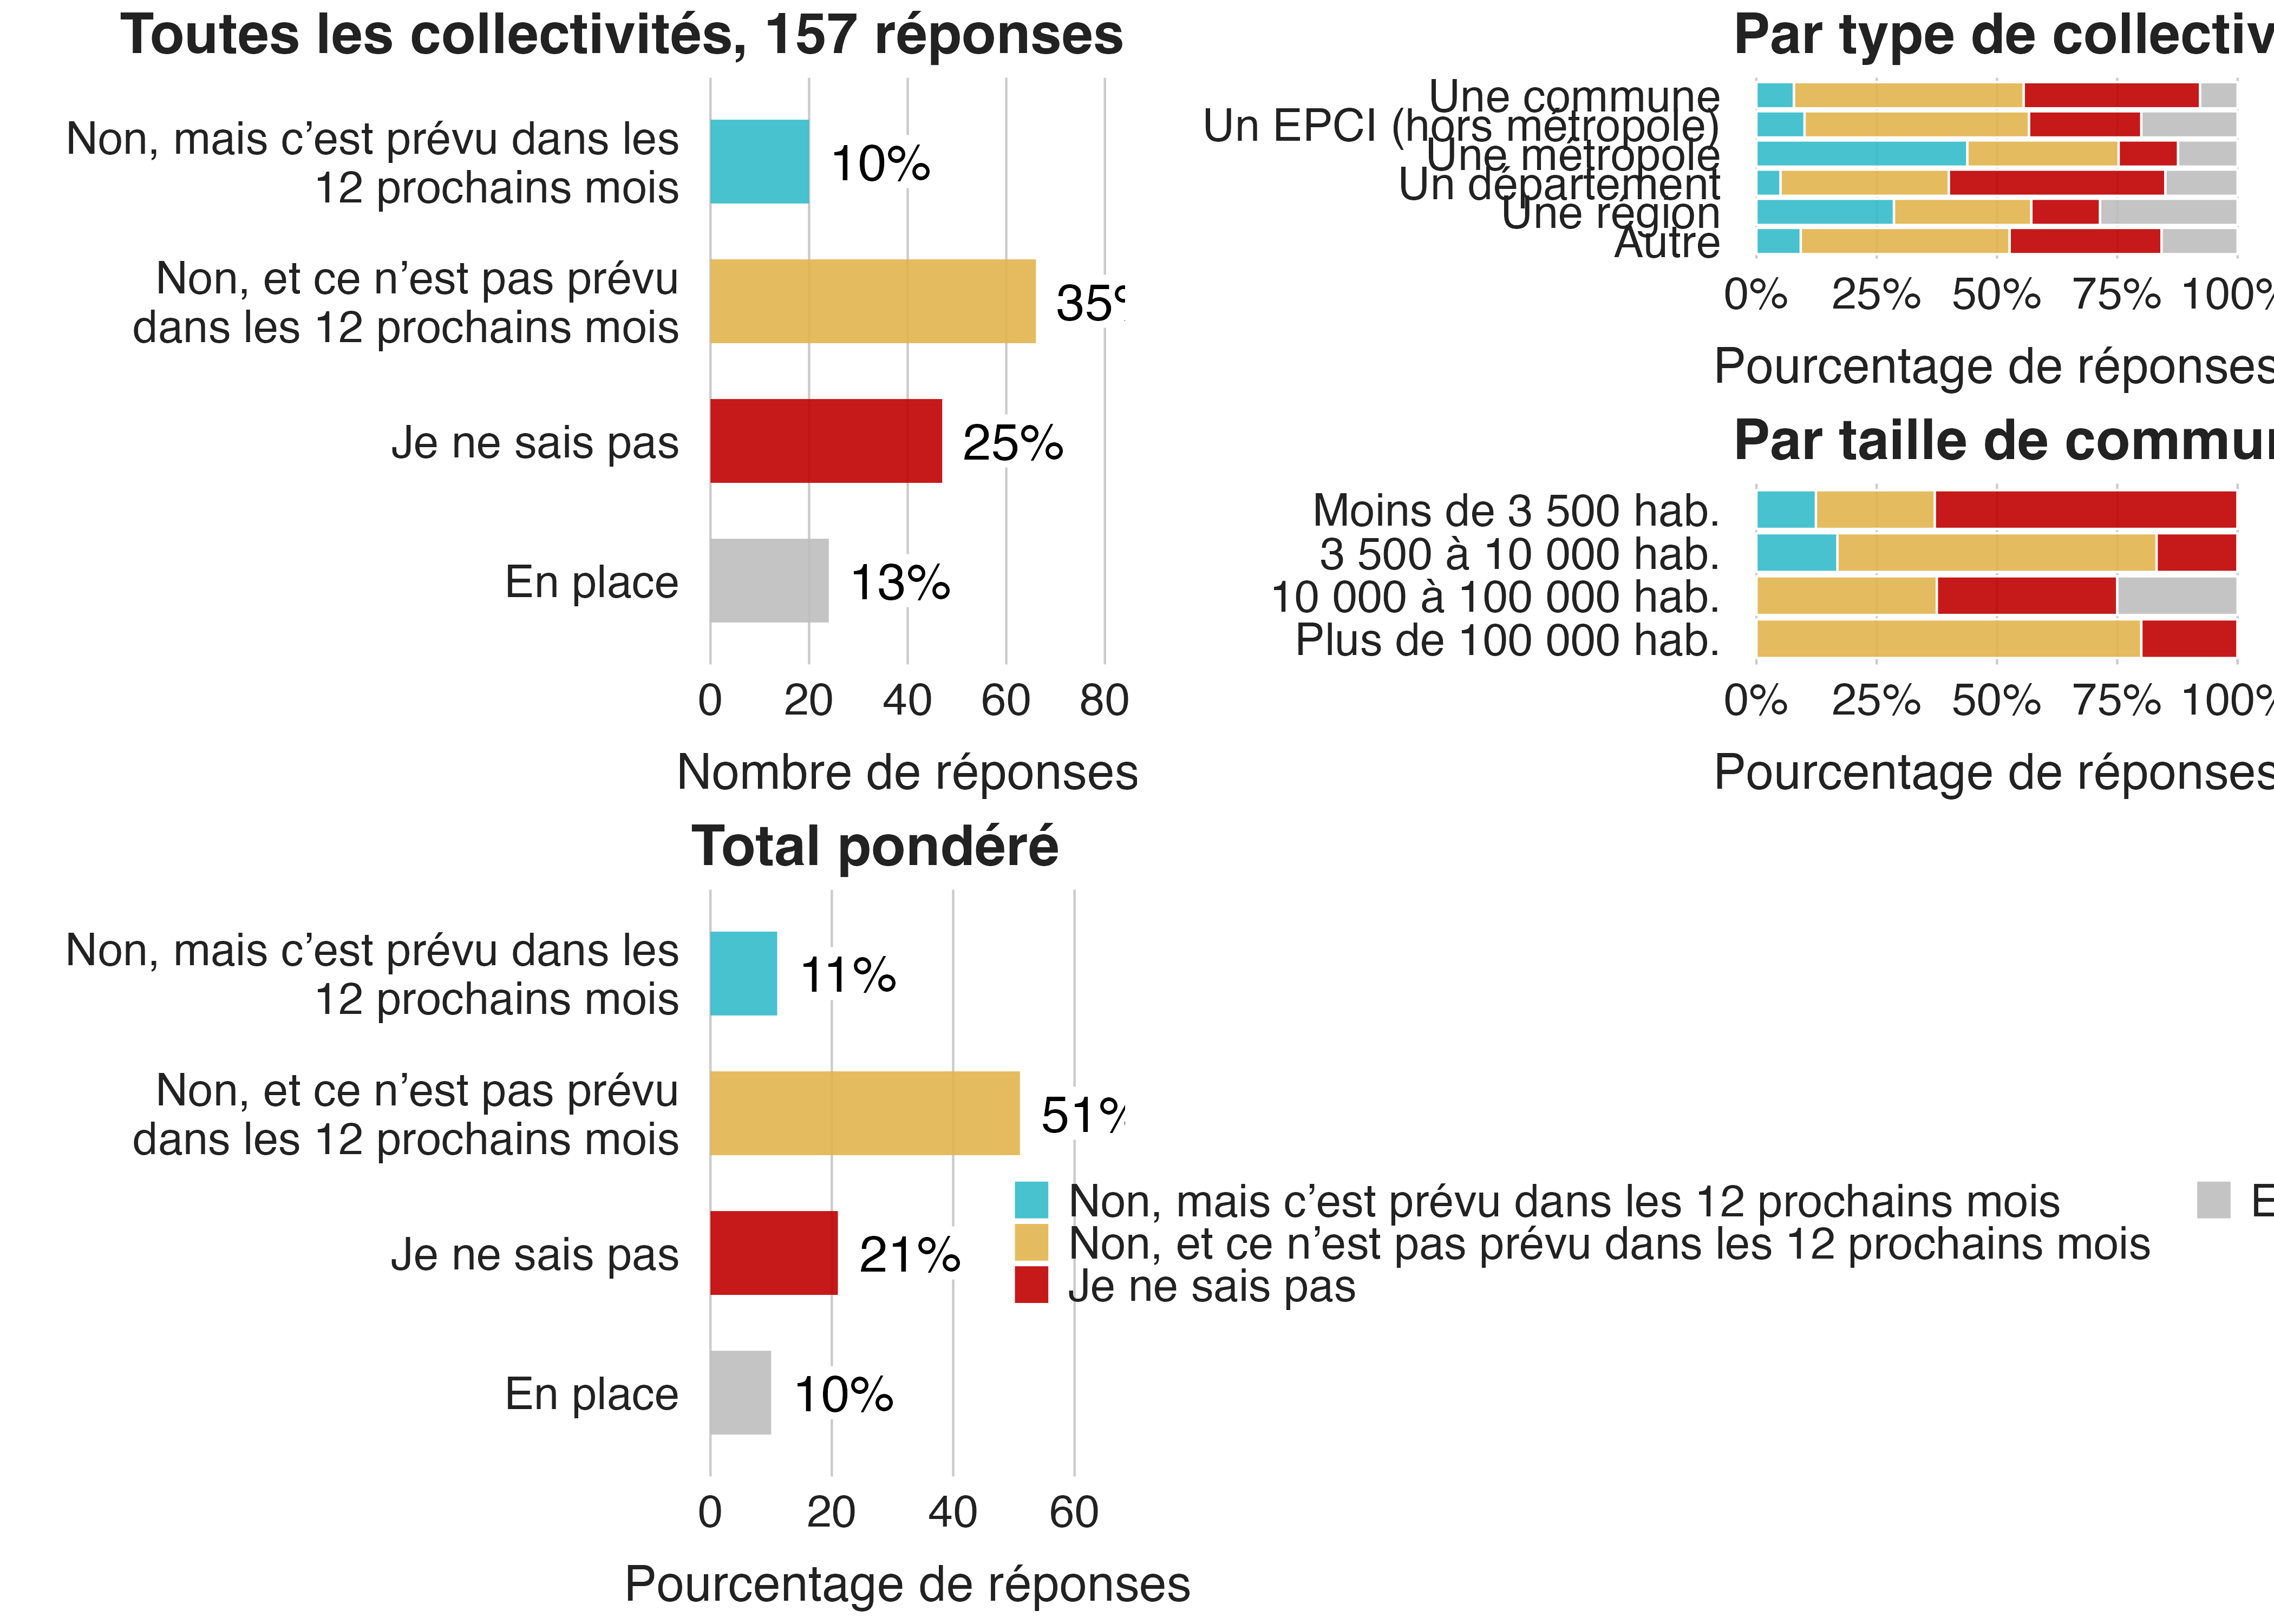 Toutes les collectivités, 157 réponses
Non, mais c’est prévu dans les
12 prochains mois
10%
Non, et ce n’est pas prévu
dans les 12 prochains mois
35%
Je ne sais pas
25%
En place
13%
0 20 40 60 80
Nombre de réponses
Par type de collectiv
Une commune
Un EPCI (hors métropole)
Une métropole
Un département
Une région
Autre
0% 25% 50% 75% 100%
Pourcentage de réponses
Par taille de commun
Moins de 3 500 hab.
3 500 à 10 000 hab.
10 000 à 100 000 hab.
Plus de 100 000 hab.
0% 25% 50% 75% 100%
Pourcentage de réponses
Total pondéré
Non, mais c’est prévu dans les
12 prochains mois
11%
Non, et ce n’est pas prévu
dans les 12 prochains mois
51%
Je ne sais pas
21%
En place
10%
0 20 40 60
Pourcentage de réponses
Non, mais c’est prévu dans les 12 prochains mois
Non, et ce n’est pas prévu dans les 12 prochains mois
Je ne sais pas
E